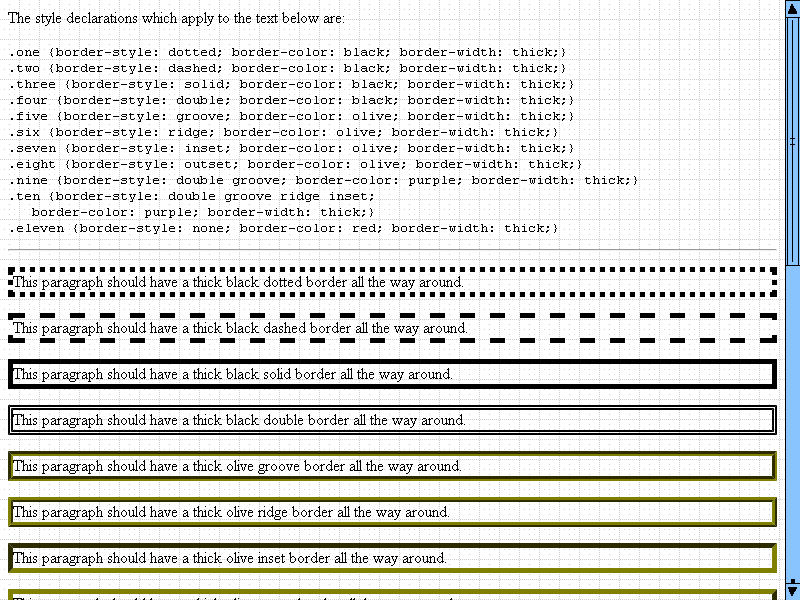 The style declarations which apply to the text below are:
.one {border-style: dotted; border-color: black; border-width: thick;}
.two {border-style: dashed; border-color: black; border-width: thick;}
.three {border-style: solid; border-color: black; border-width: thick;}
.four {border-style: double; border-color: black; border-width: thick;}
.five {border-style: groove; border-color: olive; border-width: thick;}
.six {border-style: ridge; border-color: olive; border-width: thick;}
.seven {border-style: inset; border-color: olive; border-width: thick;}
.eight {border-style: outset; border-color: olive; border-width: thick;}
.nine {border-style: double groove; border-color: purple; border-width: thick;}
.ten {border-style: double groove ridge inset;
   border-color: purple; border-width: thick;}
.eleven {border-style: none; border-color: red; border-width: thick;}
This paragraph should have a thick black dotted border all the way around.
This paragraph should have a thick black dashed border all the way around.
This paragraph should have a thick black solid border all the way around.
This paragraph should have a thick black double border all the way around.
This paragraph should have a thick olive groove border all the way around.
This paragraph should have a thick olive ridge border all the way around.
This paragraph should have a thick olive inset border all the way around.